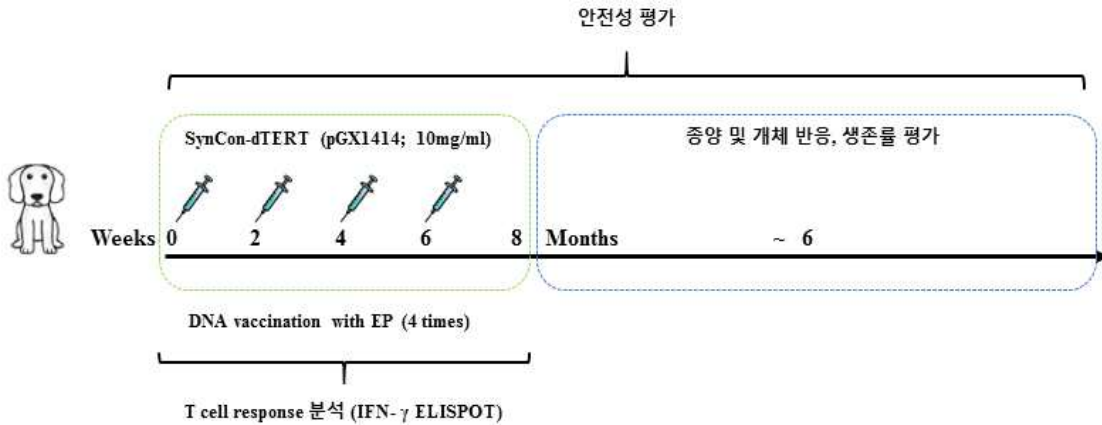 안전성 평가
SynCon-dTERT (pGX1414; 10mg/ml)
종양 및 개체 반응, 생존률 평가
Weeks 0 2 4 6 8 Months ~ 6
DNA vaccination with EP (4 times)
T cell response 분석 (IFN- γ ELISPOT)